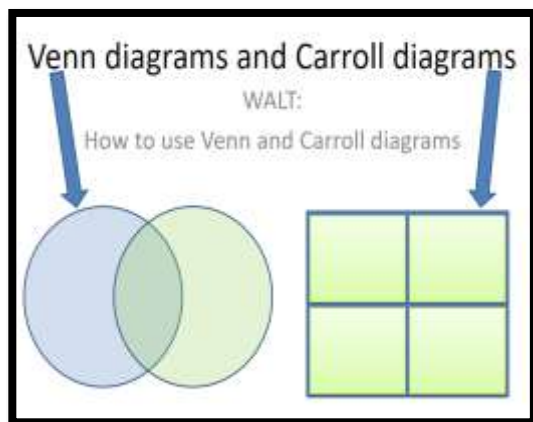 Venn diagrams and Carroll diagrams
WALT:
How to use Venn and Carroll diagrams